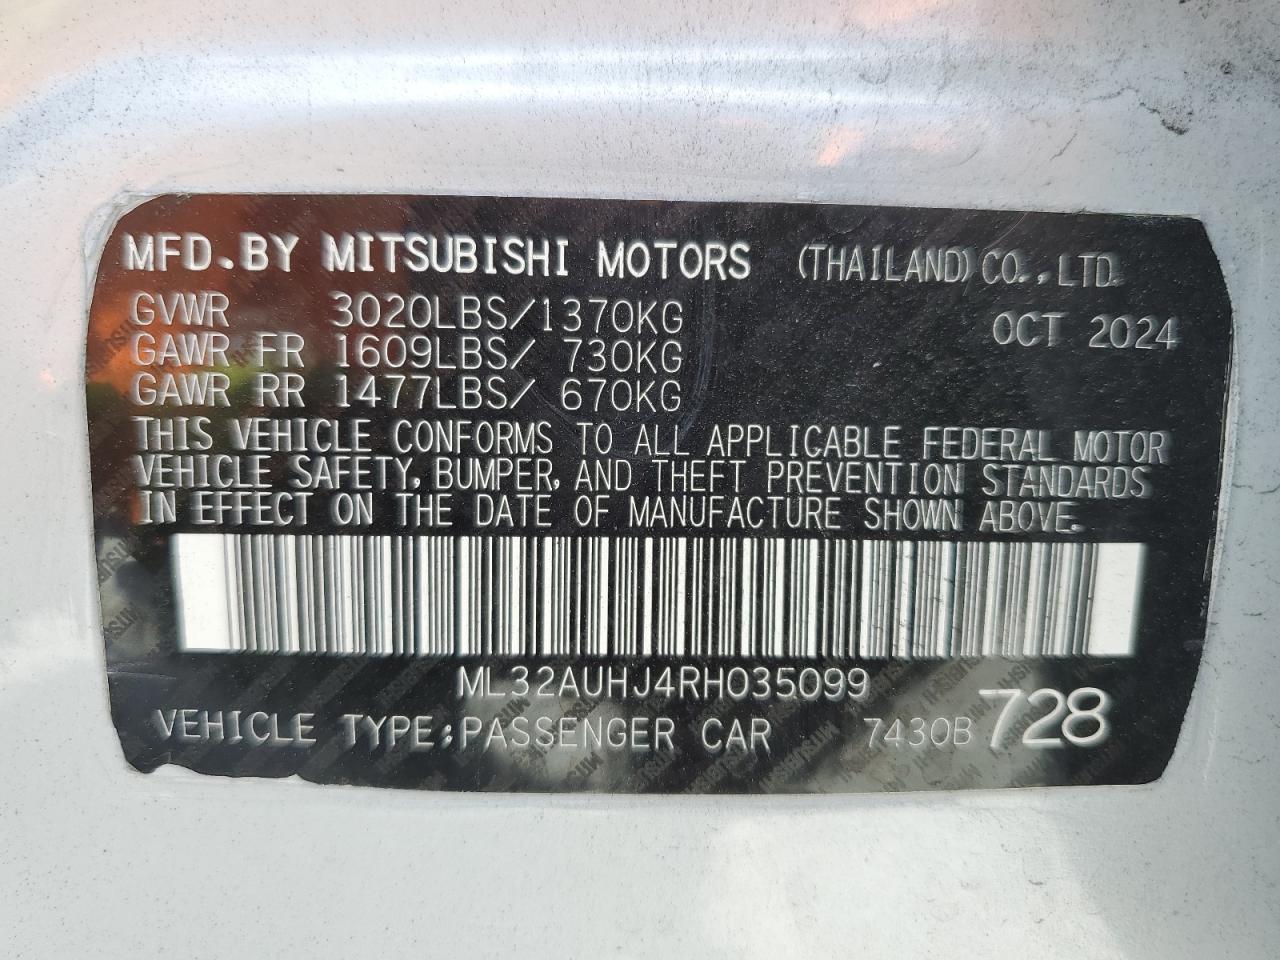 MFD.BY MITSUBISHI MOTORS (THAILAND) CO.,LTD.
GVWR 3020LBS/1370KG OCT 2024
GAWR FR 1609LBS/ 730KG
GAWR RR 1477LBS/ 670KG
THIS VEHICLE CONFORMS TO ALL APPLICABLE FEDERAL MOTOR
VEHICLE SAFETY, BUMPER, AND THEFT PREVENTION STANDARDS
IN EFFECT ON THE DATE OF MANUFACTURE SHOWN ABOVE.
ML32AUHJ4RH035099
VEHICLE TYPE:PASSENGER CAR 7430B 728